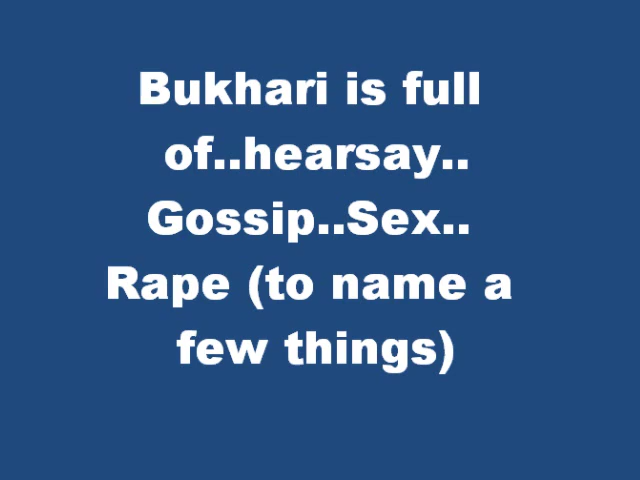 Bukhari is full
of..hearsay..
Gossip..Sex..
Rape (to name a
few things)